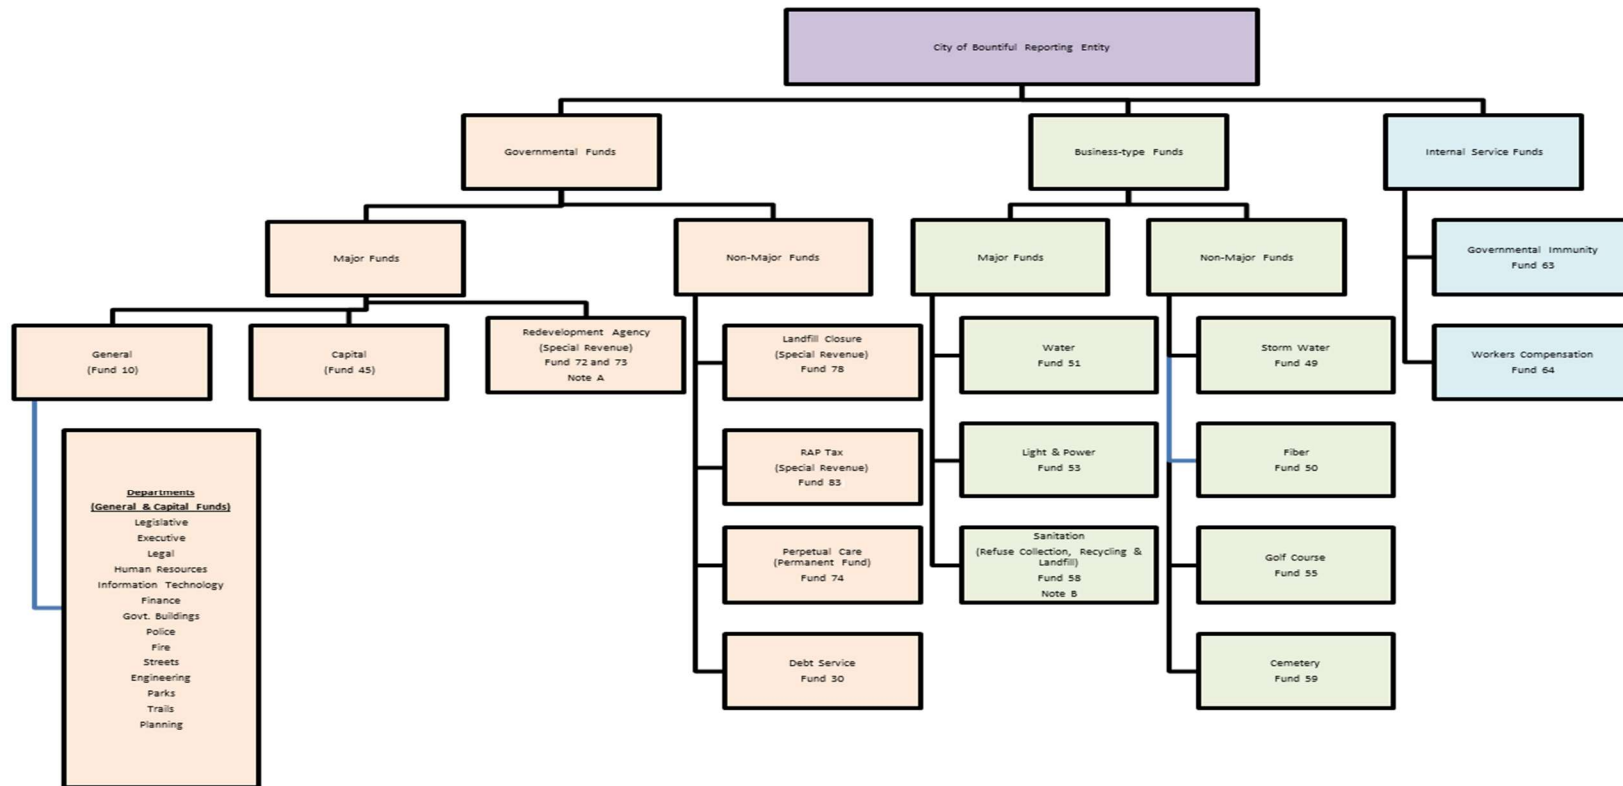 City of Bountiful Reporting Entity
Governmental Funds
Business-type Funds
Internal Service Funds
Major Funds
Non-Major Funds
Major Funds
Non-Major Funds
Governmental Immunity
Fund 63
Workers Compensation
Fund 64
General
(Fund 10)
Capital
(Fund 45)
Redevelopment Agency
(Special Revenue)
Fund 72 and 73
Note A
Landfill Closure
(Special Revenue)
Fund 78
RAP Tax
(Special Revenue)
Fund 83
Perpetual Care
(Permanent Fund)
Fund 74
Debt Service
Fund 30
Water
Fund 51
Light & Power
Fund 53
Sanitation
(Refuse Collection, Recycling &
Landfill)
Fund 58
Note B
Storm Water
Fund 49
Fiber
Fund 50
Golf Course
Fund 55
Cemetery
Fund 59
Departments
(General & Capital Funds)
Legislative
Executive
Legal
Human Resources
Information Technology
Finance
Govt. Buildings
Police
Fire
Streets
Engineering
Parks
Trails
Planning